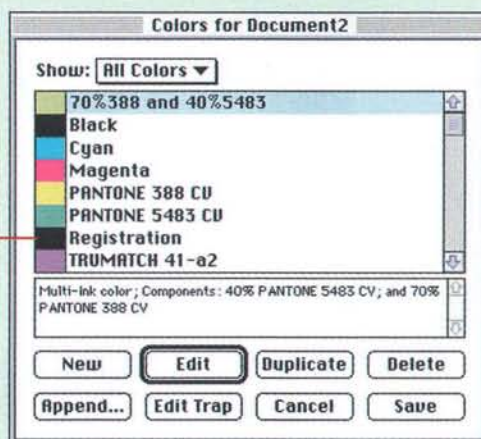 Colors for Document2
Show: All Colors
70%388 and 40%5483
Black
Cyan
Magenta
PANTONE 388 CV
PANTONE 5483 CV
Registration
TRUMATCH 41-a2
Multi-ink color; Components: 40% PANTONE 5483 CV; and 70%
PANTONE 388 CV
New Edit Duplicate Delete
Append... Edit Trap Cancel Save